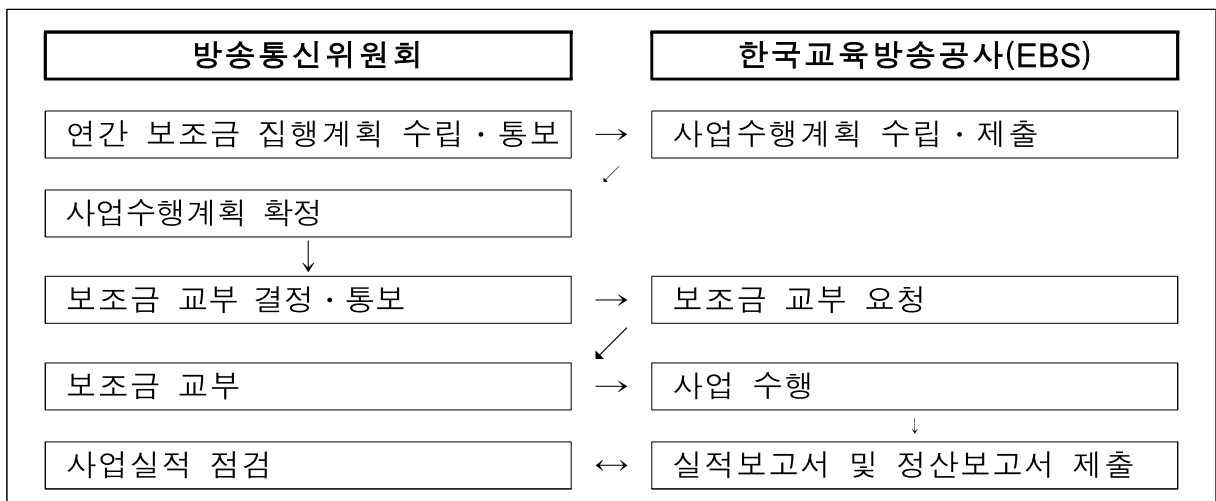 방송통신위원회
한국교육방송공사(EBS)
연간 보조금 집행계획 수립・통보 → 사업수행계획 수립・제출
↙
사업수행계획 확정
↓
보조금 교부 결정・통보 → 보조금 교부 요청
↙
보조금 교부 → 사업 수행
↓
사업실적 점검 ↔ 실적보고서 및 정산보고서 제출